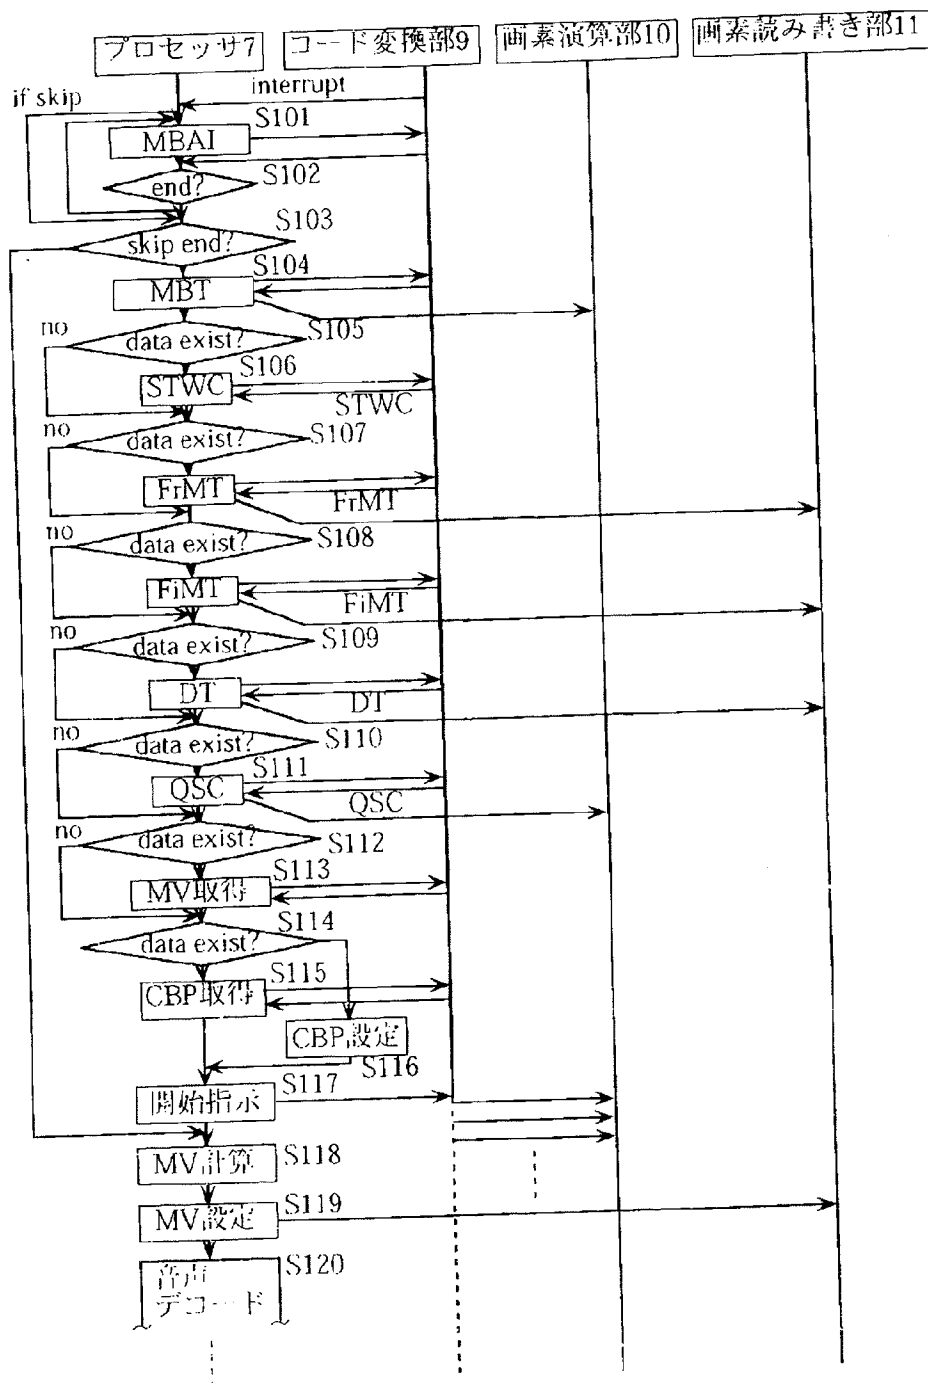 プロセッサ7
コード変換部9
画素演算部10
画素読み書き部11
if skip
interrupt
S101
MBAI
S102
end?
S103
skip end?
S104
MBT
no
S105
data exist?
S106
STWC
STWC
no
S107
data exist?
FrMT
FrMT
no
S108
data exist?
FiMT
FiMT
no
S109
data exist?
DT
DT
no
S110
data exist?
S111
QSC
QSC
no
S112
data exist?
S113
MV取得
S114
data exist?
S115
CBP取得
CBP設定
S116
S117
開始指示
MV計算
S118
MV設定
S119
S120
音声
デコード